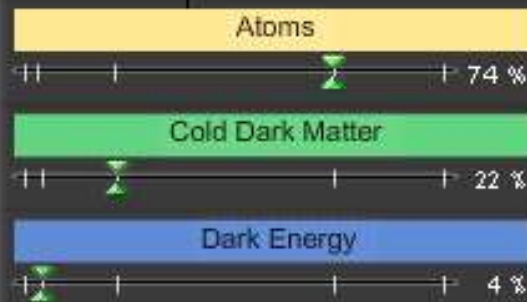 Atoms
74 %
Cold Dark Matter
22 %
Dark Energy
4 %